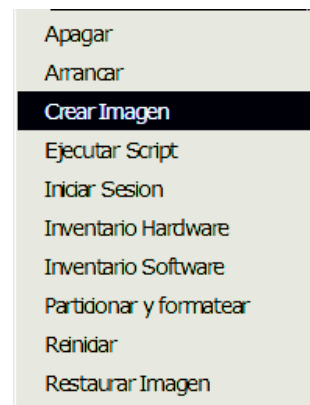 Apagar
Arrancar
Crear Imagen
Ejecutar Script
Iniciar Sesion
Inventario Hardware
Inventario Software
Particionar y formatear
Reiniciar
Restaurar Imagen